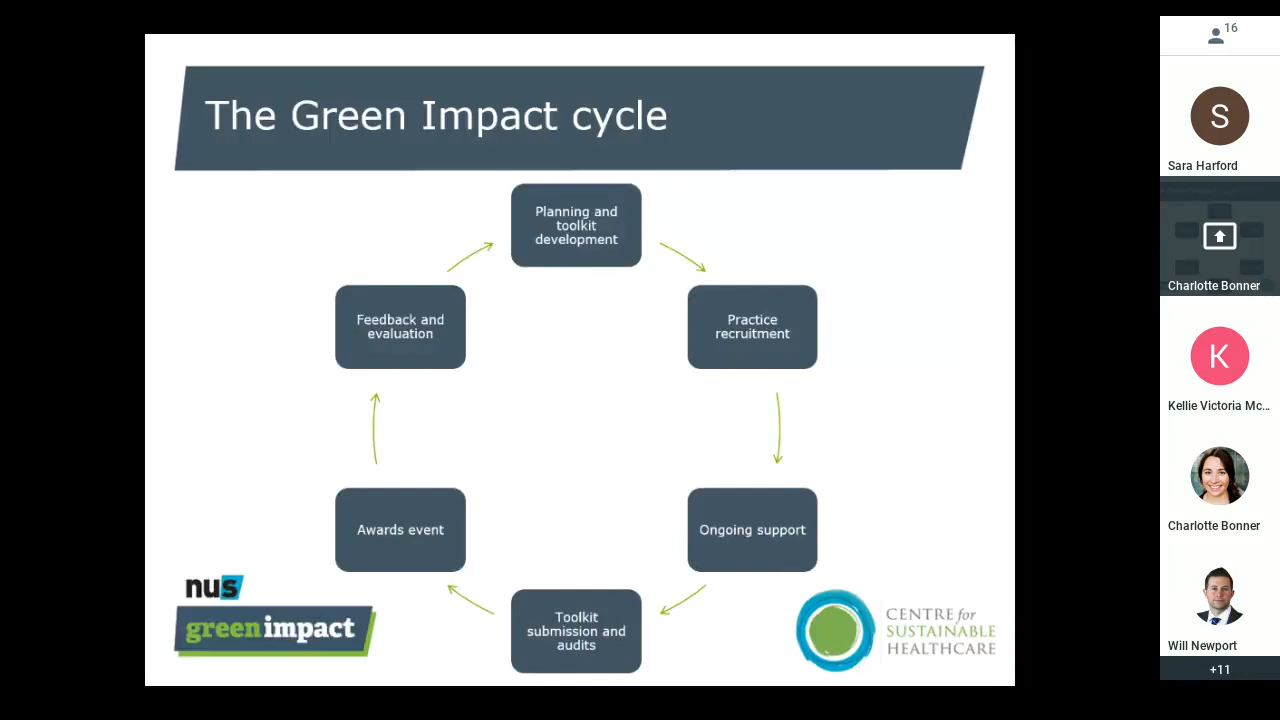 The Green Impact cycle
Planning and
toolkit
development
Practice
recruitment
Ongoing support
Toolkit
submission and
audits
Awards event
Feedback and
evaluation
nus
greenimpact
CENTRE for
SUSTAINABLE
HEALTHCARE
16
S
Sara Harford
Charlotte Bonner
K
Kellie Victoria Mc...
Charlotte Bonner
Will Newport
+11